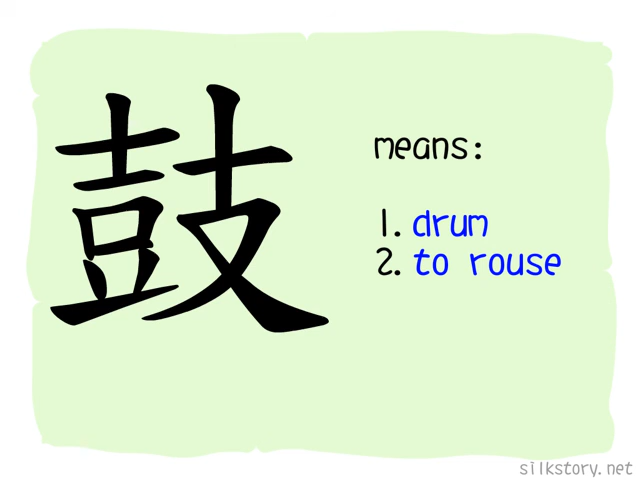 鼓
means:
1. drum
2. to rouse
silkstory.net